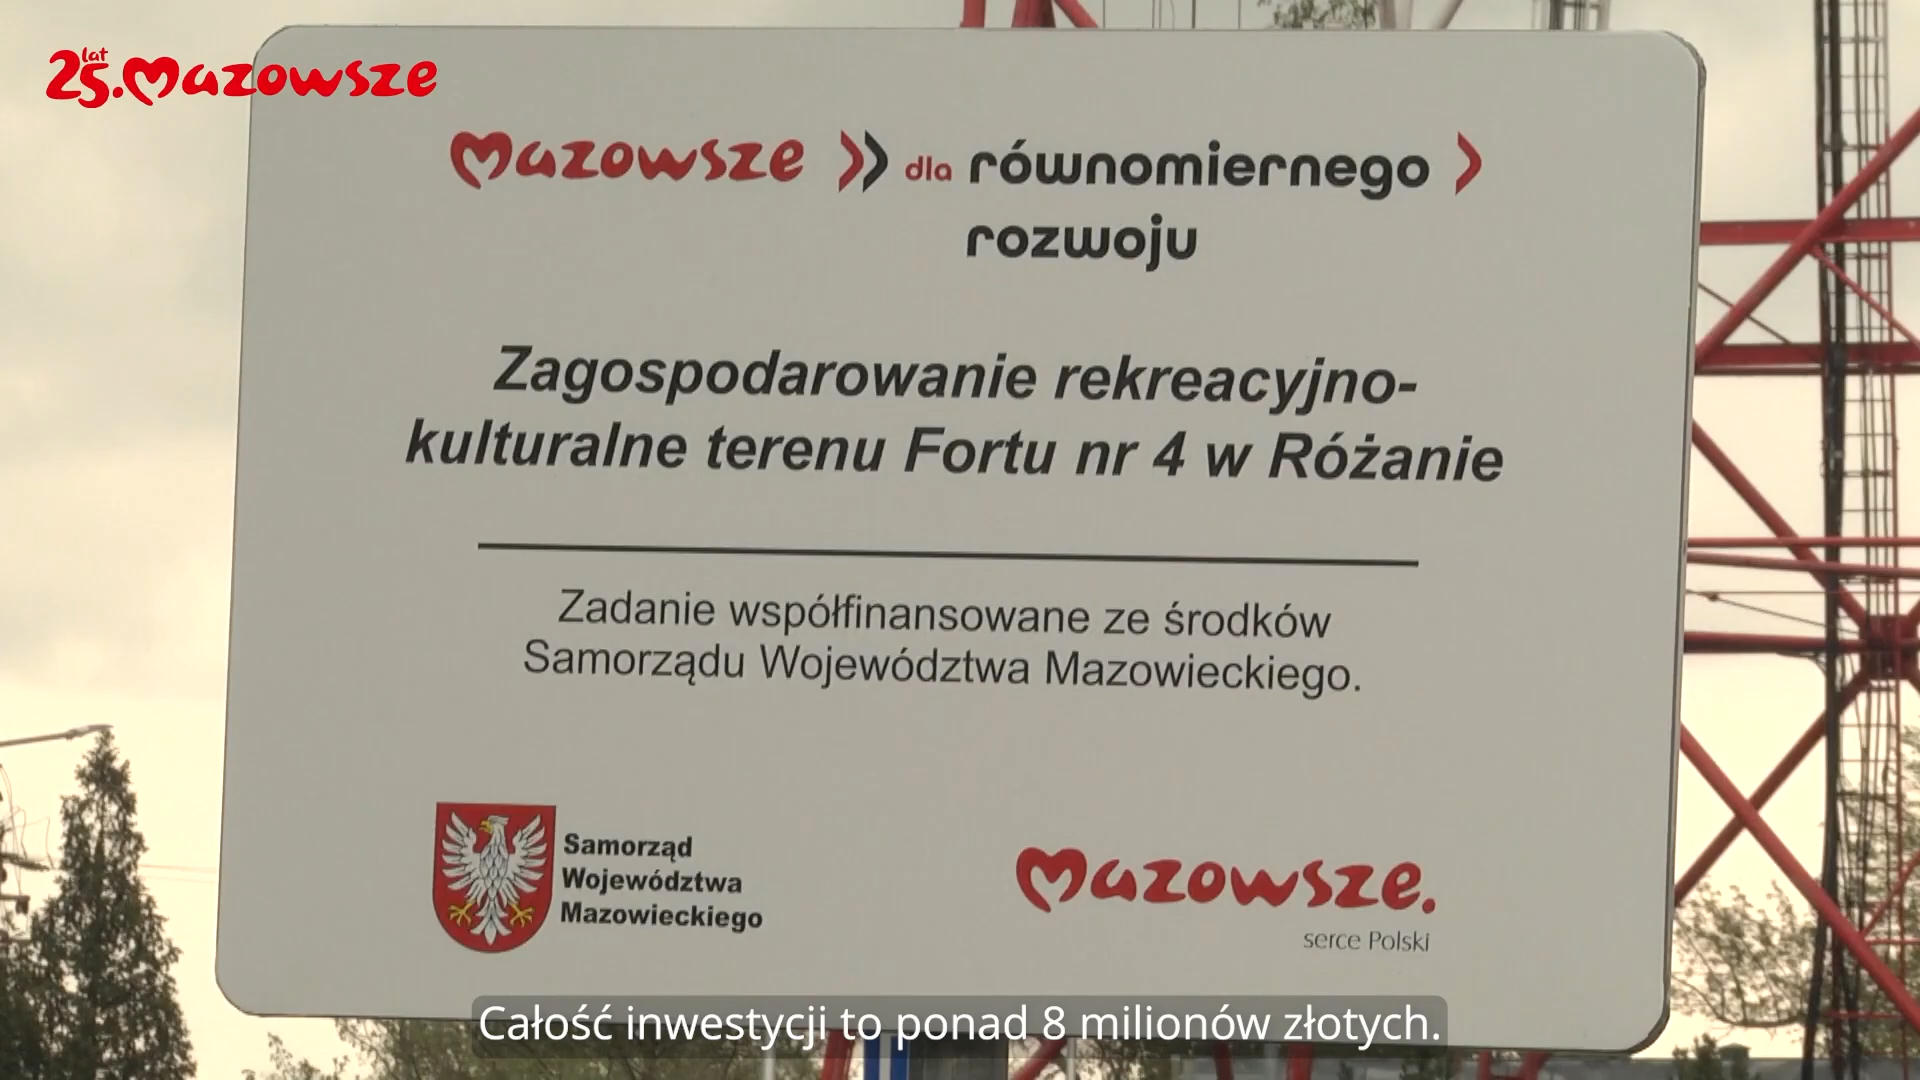 25 lat.Mazowsze
Mazowsze dla równomiernego
rozwoju
Zagospodarowanie rekreacyjno-
kulturalne terenu Fortu nr 4 w Różanie
Zadanie współfinansowane ze środków
Samorządu Województwa Mazowieckiego.
Samorząd
Województwa
Mazowieckiego
Mazowsze.
serce Polski
Całość inwestycji to ponad 8 milionów złotych.